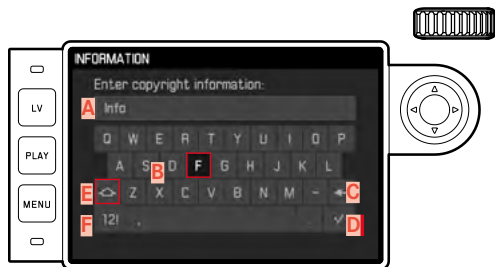 INFORMATION
Enter copyright information:
A Info
Q W E R T Y U I O P
A S B D F G H J K L
E Z X C V B N M - C
F 12! , D
LV
PLAY
MENU